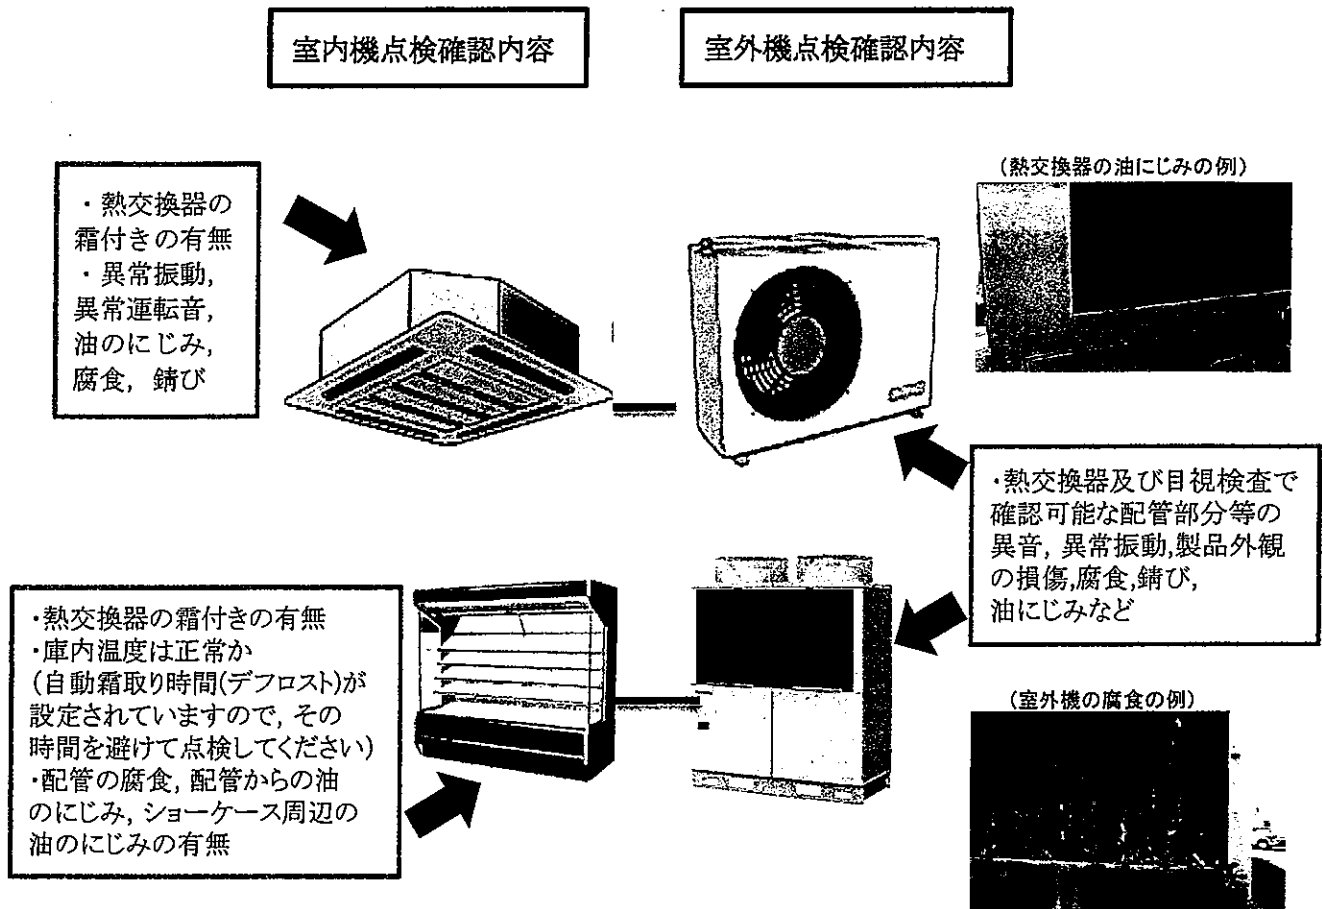 室内機点検確認内容
室外機点検確認内容
・熱交換器の
霜付きの有無
・異常振動,
異常運転音,
油のにじみ,
腐食, 錆び
(熱交換器の油にじみの例)
・熱交換器及び目視検査で
確認可能な配管部分等の
異音, 異常振動,製品外観
の損傷,腐食,錆び,
油にじみなど
・熱交換器の霜付きの有無
・庫内温度は正常か
(自動霜取り時間(デフロスト)が
設定されていますので, その
時間を避けて点検してください)
・配管の腐食, 配管からの油
のにじみ, ショーケース周辺の
油のにじみの有無
(室外機の腐食の例)